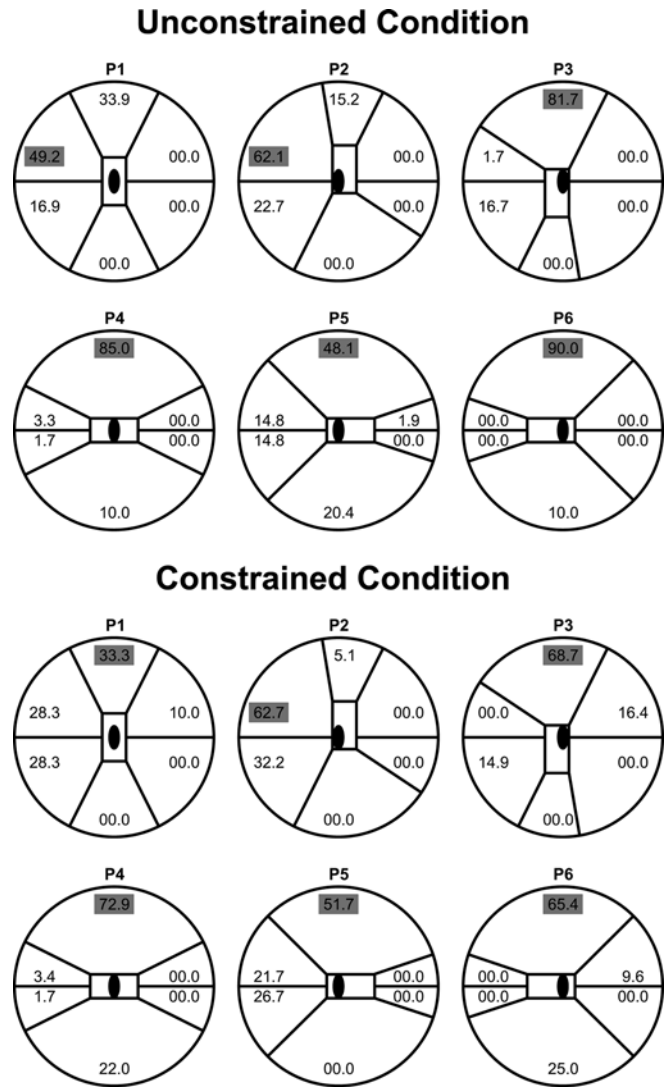 Unconstrained Condition
P1 P2 P3
33.9 15.2 81.7
49.2 00.0 62.1 00.0 1.7 00.0
16.9 00.0 22.7 00.0 16.7 00.0
00.0 00.0 00.0
P4 P5 P6
85.0 48.1 90.0
3.3 00.0 14.8 1.9 00.0 00.0
1.7 00.0 14.8 00.0 00.0 00.0
10.0 20.4 10.0
Constrained Condition
P1 P2 P3
33.3 5.1 68.7
28.3 10.0 62.7 00.0 00.0 16.4
28.3 00.0 32.2 00.0 14.9 00.0
00.0 00.0 00.0
P4 P5 P6
72.9 51.7 65.4
3.4 00.0 21.7 00.0 00.0 9.6
1.7 00.0 26.7 00.0 00.0 00.0
22.0 00.0 25.0